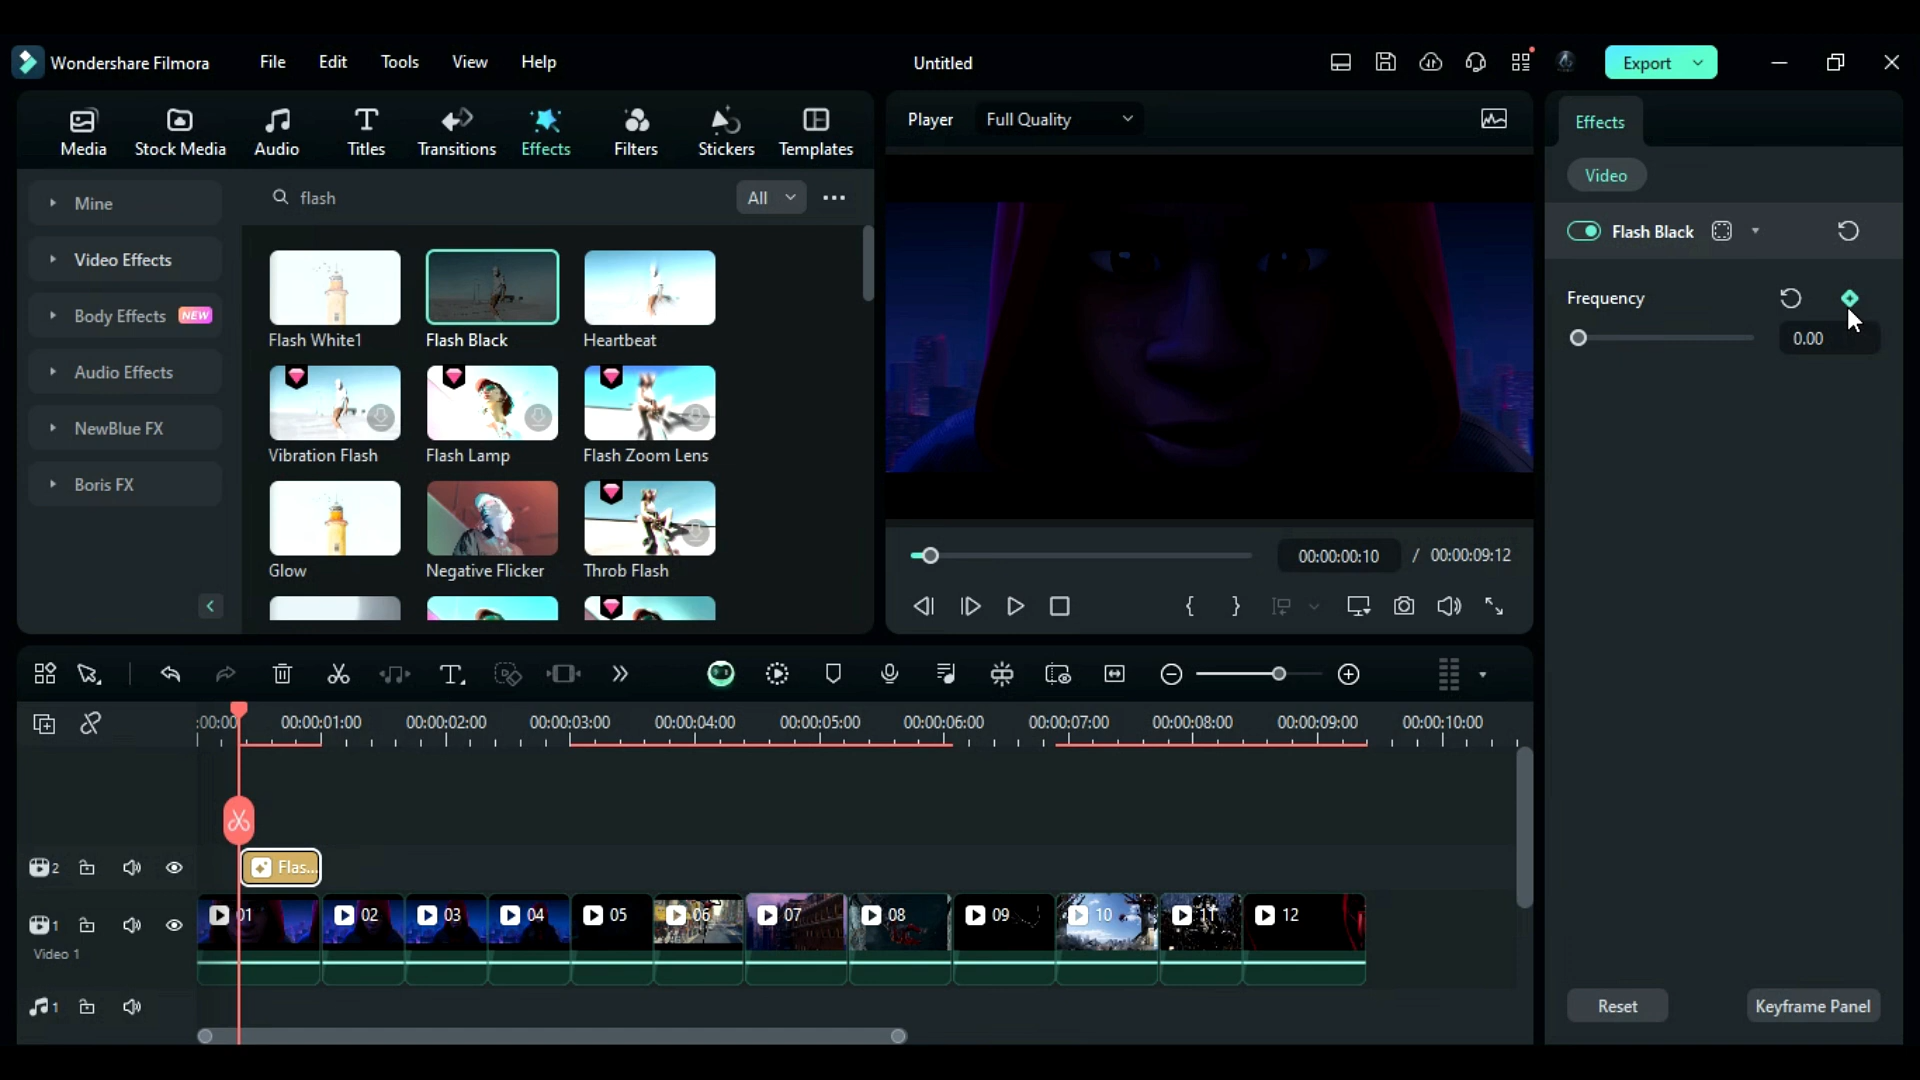 Wondershare Filmora File Edit Tools View Help Untitled Export
Media Stock Media Audio Titles Transitions Effects Filters Stickers Templates
Player Full Quality
Effects
Video
Mine
Video Effects
Body Effects NEW
Audio Effects
NewBlue FX
Boris FX
flash All
Flash White1 Flash Black Heartbeat
Vibration Flash Flash Lamp Flash Zoom Lens
Glow Negative Flicker Throb Flash
00:00:00:10 / 00:00:09:12
Flash Black
Frequency
0.00
:00:00 00:00:01:00 00:00:02:00 00:00:03:00 00:00:04:00 00:00:05:00 00:00:06:00 00:00:07:00 00:00:08:00 00:00:09:00 00:00:10:00
2 Flas...
1 01 02 03 04 05 06 07 08 09 10 11 12
Video 1
1
Reset Keyframe Panel